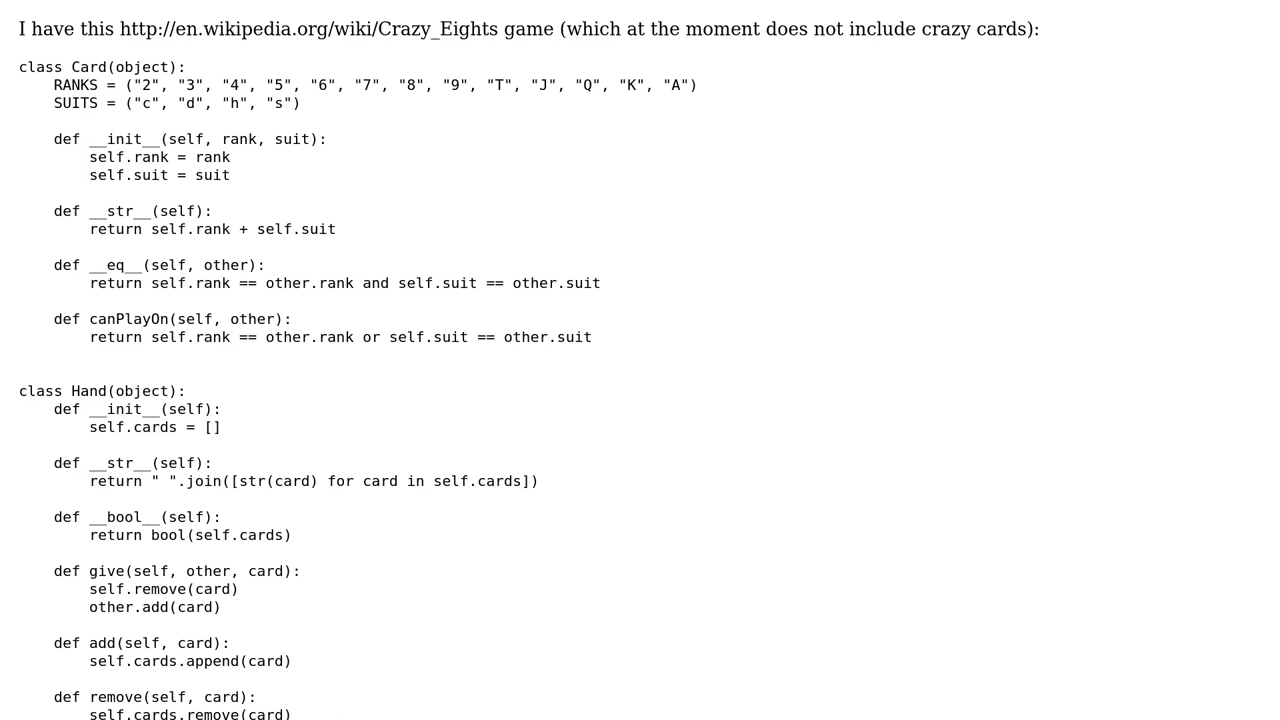 I have this http://en.wikipedia.org/wiki/Crazy_Eights game (which at the moment does not include crazy cards):
class Card(object):
    RANKS = ("2", "3", "4", "5", "6", "7", "8", "9", "T", "J", "Q", "K", "A")
    SUITS = ("c", "d", "h", "s")
    def __init__(self, rank, suit):
        self.rank = rank
        self.suit = suit
    def __str__(self):
        return self.rank + self.suit
    def __eq__(self, other):
        return self.rank == other.rank and self.suit == other.suit
    def canPlayOn(self, other):
        return self.rank == other.rank or self.suit == other.suit
class Hand(object):
    def __init__(self):
        self.cards = []
    def __str__(self):
        return " ".join([str(card) for card in self.cards])
    def __bool__(self):
        return bool(self.cards)
    def give(self, other, card):
        self.remove(card)
        other.add(card)
    def add(self, card):
        self.cards.append(card)
    def remove(self, card):
        self.cards.remove(card)